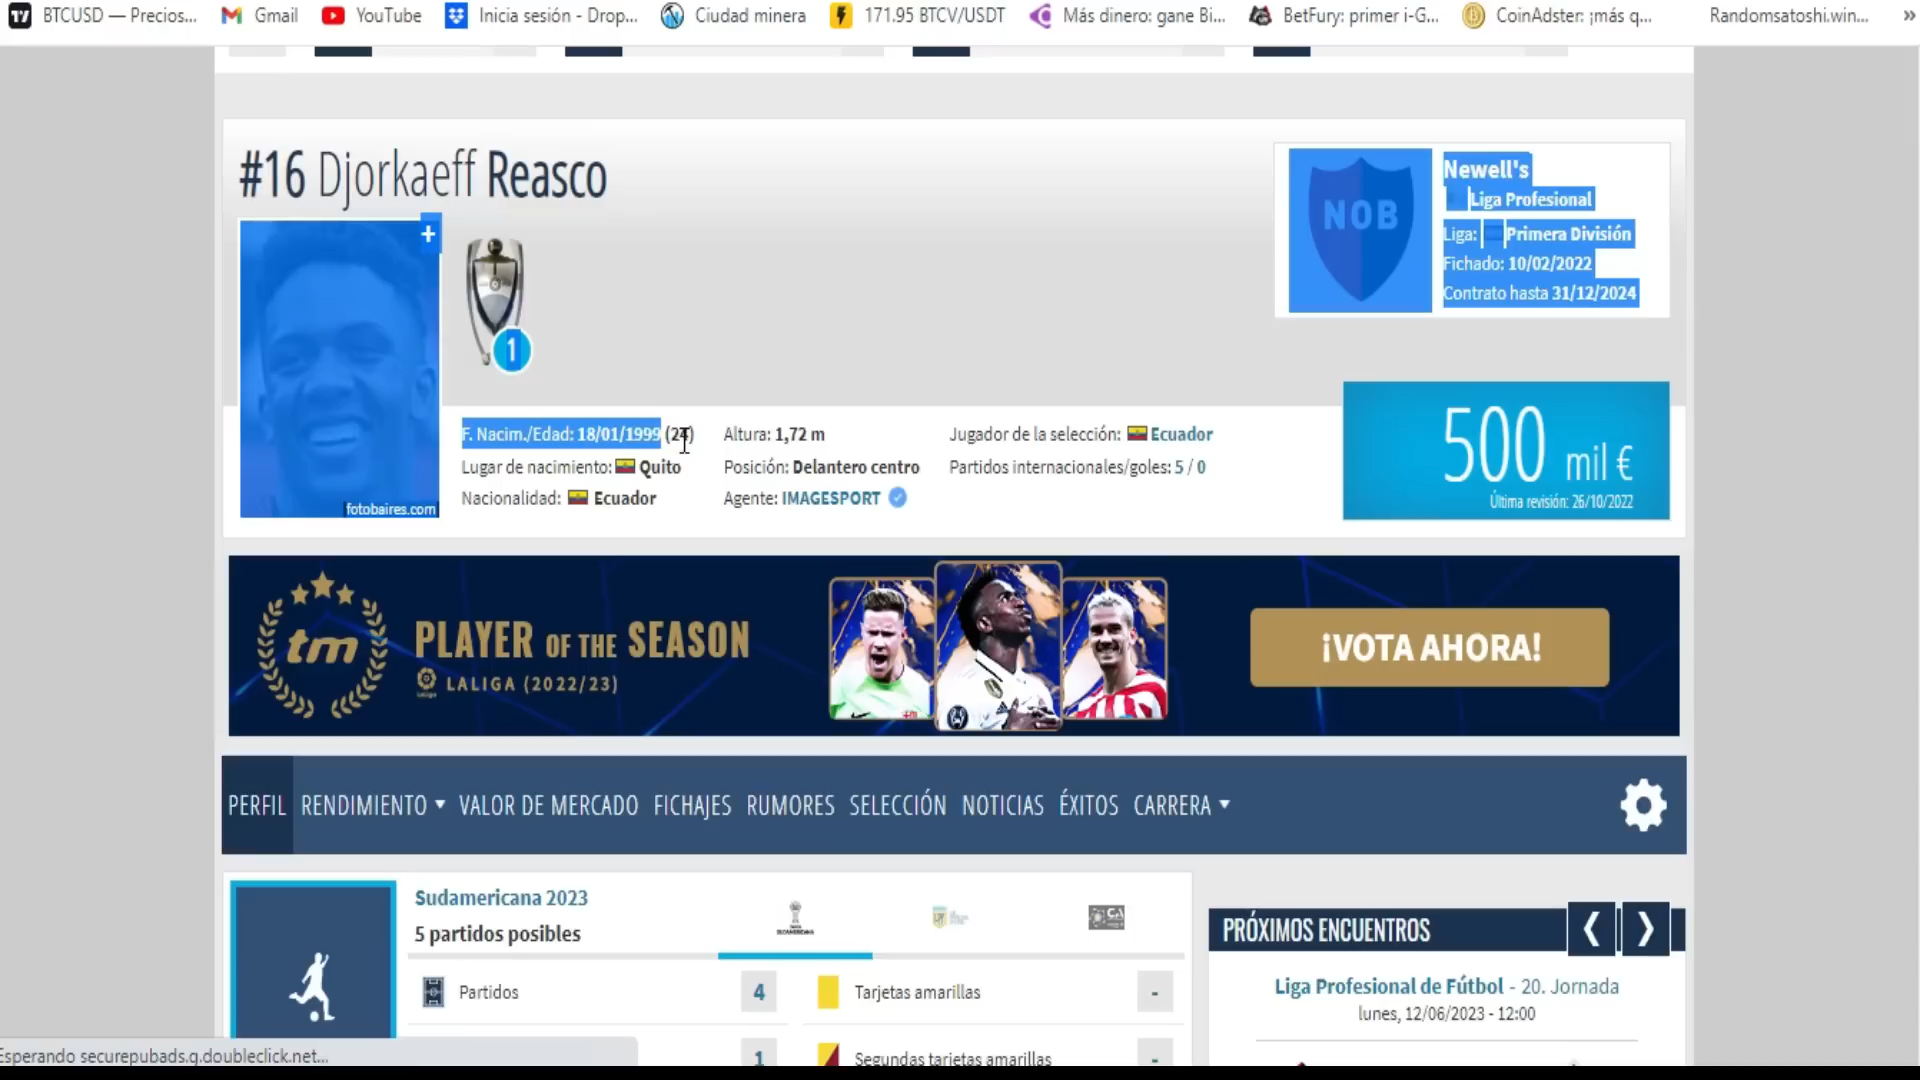 BTCUSD — Precios...
Gmail
YouTube
Inicia sesión - Drop...
Ciudad minera
171.95 BTCV/USDT
Más dinero: gane Bi...
BetFury: primer i-G...
CoinAdster: ¡más q...
Randomsatoshi.win...
»
#16 Djorkaeff Reasco
Newell's
Liga Profesional
Liga: Primera División
Fichado: 10/02/2022
Contrato hasta 31/12/2024
NOB
+
1
fotobaires.com
F. Nacim./Edad: 18/01/1999 (24)
Lugar de nacimiento: Quito
Nacionalidad: Ecuador
Altura: 1,72 m
Posición: Delantero centro
Agente: IMAGESPORT
Jugador de la selección: Ecuador
Partidos internacionales/goles: 5 / 0
500 mil €
Última revisión: 26/10/2022
tm
PLAYER OF THE SEASON
LALIGA (2022/23)
¡VOTA AHORA!
PERFIL RENDIMIENTO VALOR DE MERCADO FICHAJES RUMORES SELECCIÓN NOTICIAS ÉXITOS CARRERA
Sudamericana 2023
5 partidos posibles
Partidos 4
Tarjetas amarillas -
1
Segundas tarjetas amarillas -
PRÓXIMOS ENCUENTROS
Liga Profesional de Fútbol - 20. Jornada
lunes, 12/06/2023 - 12:00
Esperando securepubads.g.doubleclick.net...